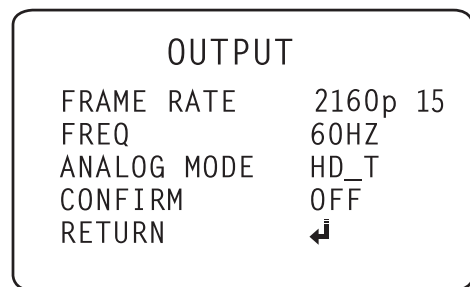 OUTPUT
FRAME RATE 2160p 15
FREQ 60HZ
ANALOG MODE HD_T
CONFIRM OFF
RETURN ↲